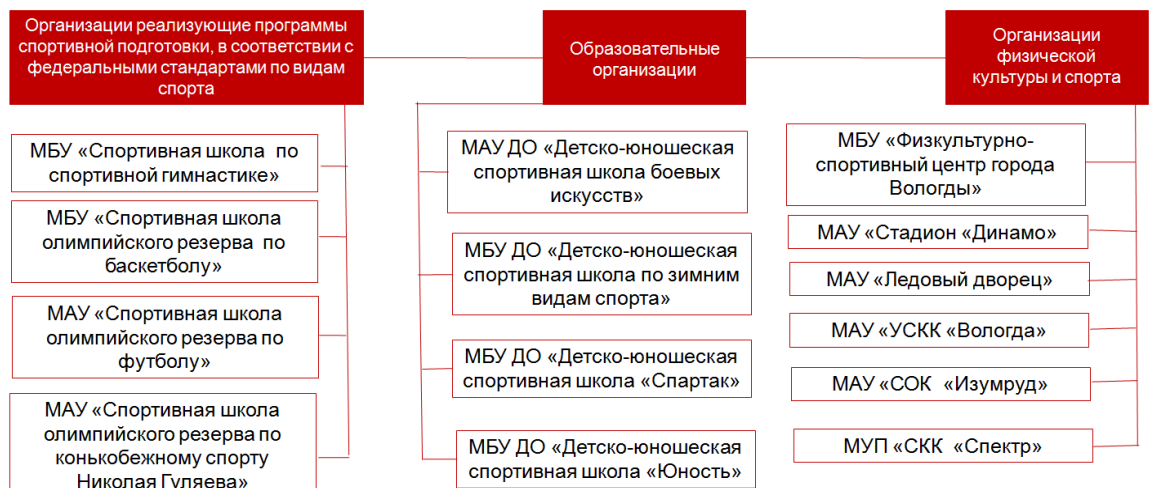 Организации реализующие программы
спортивной подготовки, в соответствии с
федеральными стандартами по видам
спорта
МБУ «Спортивная школа по
спортивной гимнастике»
МБУ «Спортивная школа
олимпийского резерва по
баскетболу»
МАУ «Спортивная школа
олимпийского резерва по
футболу»
МАУ «Спортивная школа
олимпийского резерва по
конькобежному спорту
Николая Гуляева»
Образовательные
организации
МАУ ДО «Детско-юношеская
спортивная школа боевых
искусств»
МБУ ДО «Детско-юношеская
спортивная школа по зимним
видам спорта»
МБУ ДО «Детско-юношеская
спортивная школа «Спартак»
МБУ ДО «Детско-юношеская
спортивная школа «Юность»
Организации
физической
культуры и спорта
МБУ «Физкультурно-
спортивный центр города
Вологды»
МАУ «Стадион «Динамо»
МАУ «Ледовый дворец»
МАУ «УСКК «Вологда»
МАУ «СОК «Изумруд»
МУП «СКК «Спектр»